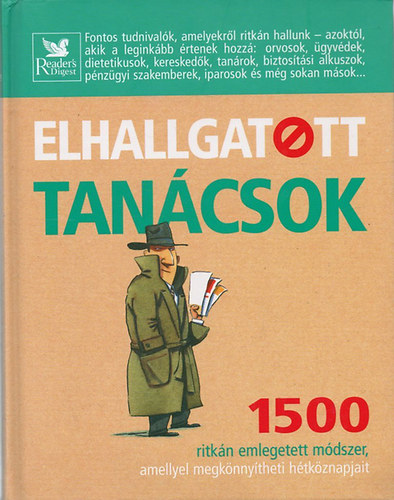 Reader's
Digest
Fontos tudnivalók, amelyekről ritkán hallunk – azoktól,
akik a leginkább értenek hozzá: orvosok, ügyvédek,
dietetikusok, kereskedők, tanárok, biztosítási alkuszok,
pénzügyi szakemberek, iparosok és még sokan mások...
ELHALLGATOTT
TANÁCSOK
1500
ritkán emlegetett módszer,
amellyel megkönnyítheti hétköznapjait